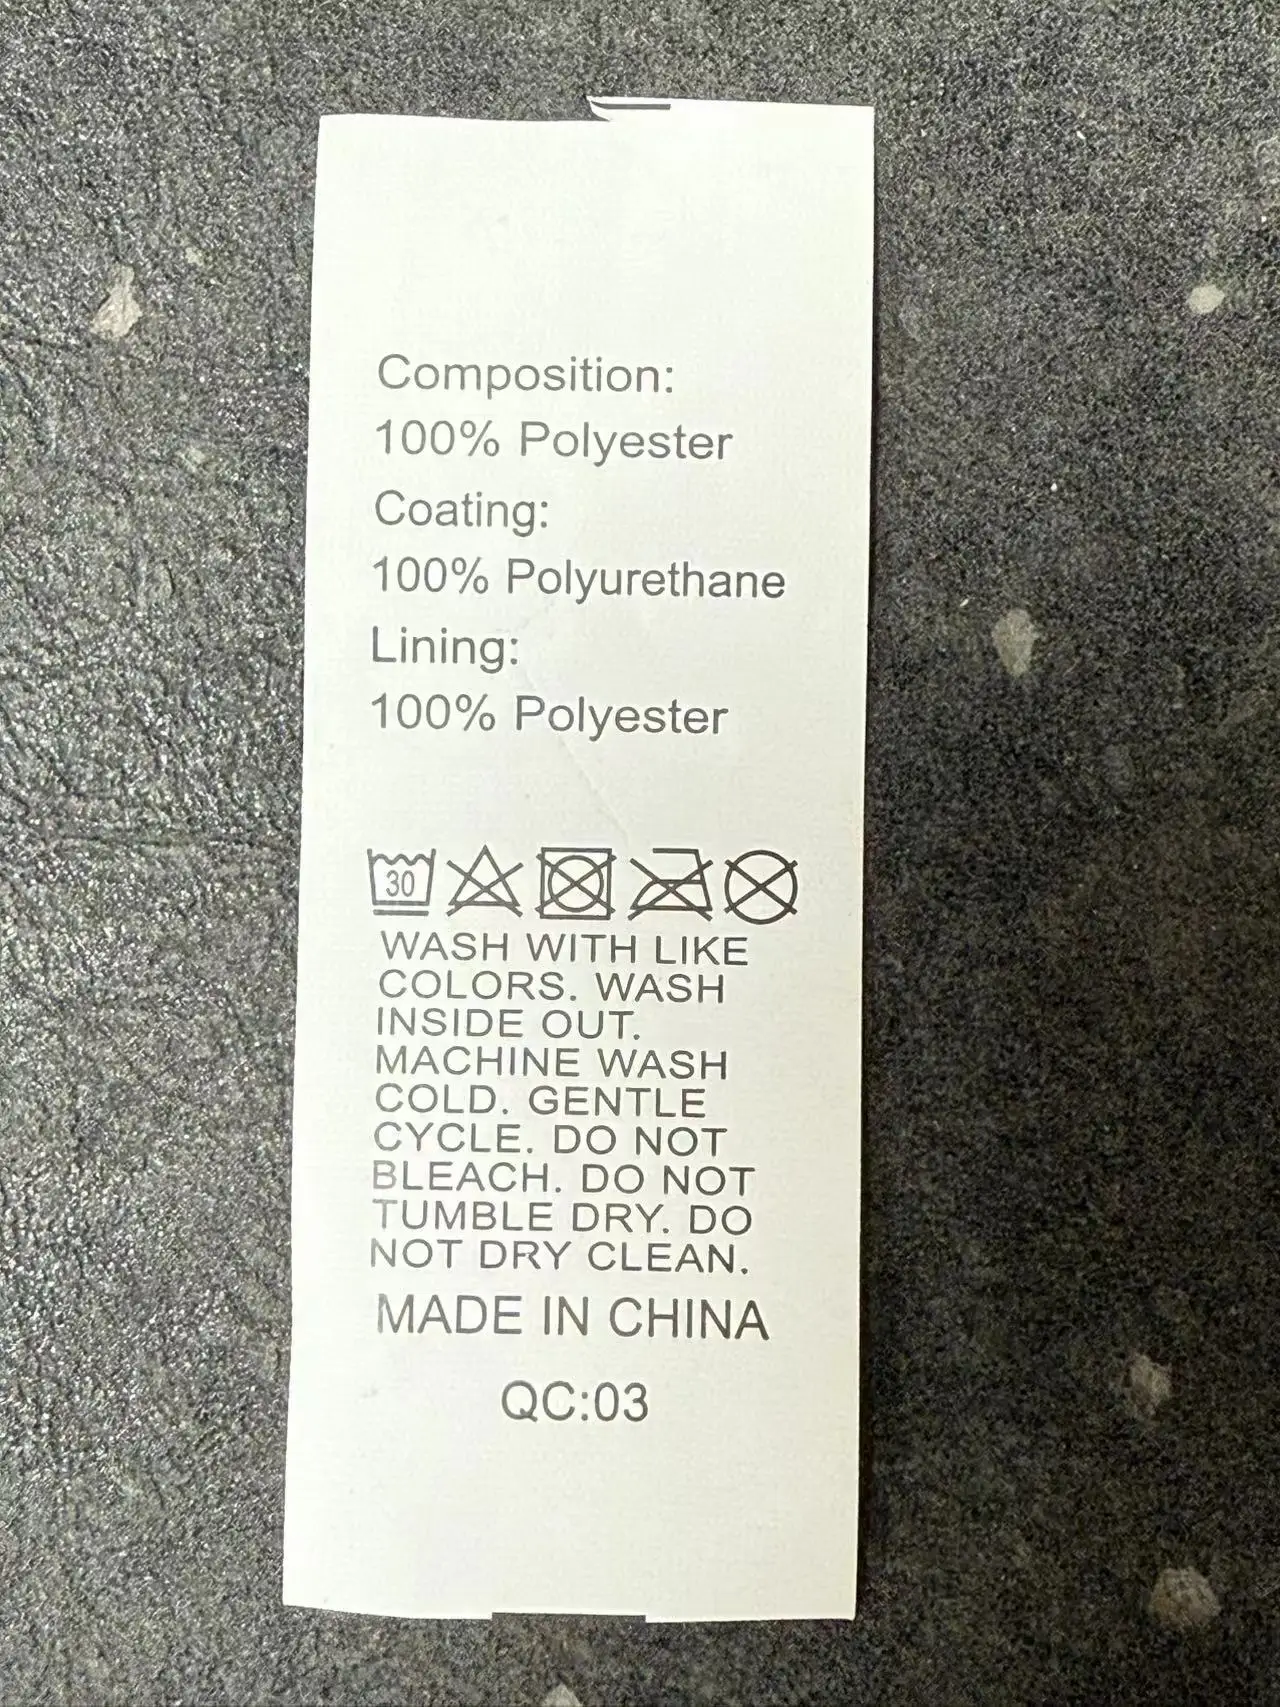 Composition:
100% Polyester
Coating:
100% Polyurethane
Lining:
100% Polyester
30
WASH WITH LIKE
COLORS. WASH
INSIDE OUT.
MACHINE WASH
COLD. GENTLE
CYCLE. DO NOT
BLEACH. DO NOT
TUMBLE DRY. DO
NOT DRY CLEAN.
MADE IN CHINA
QC:03